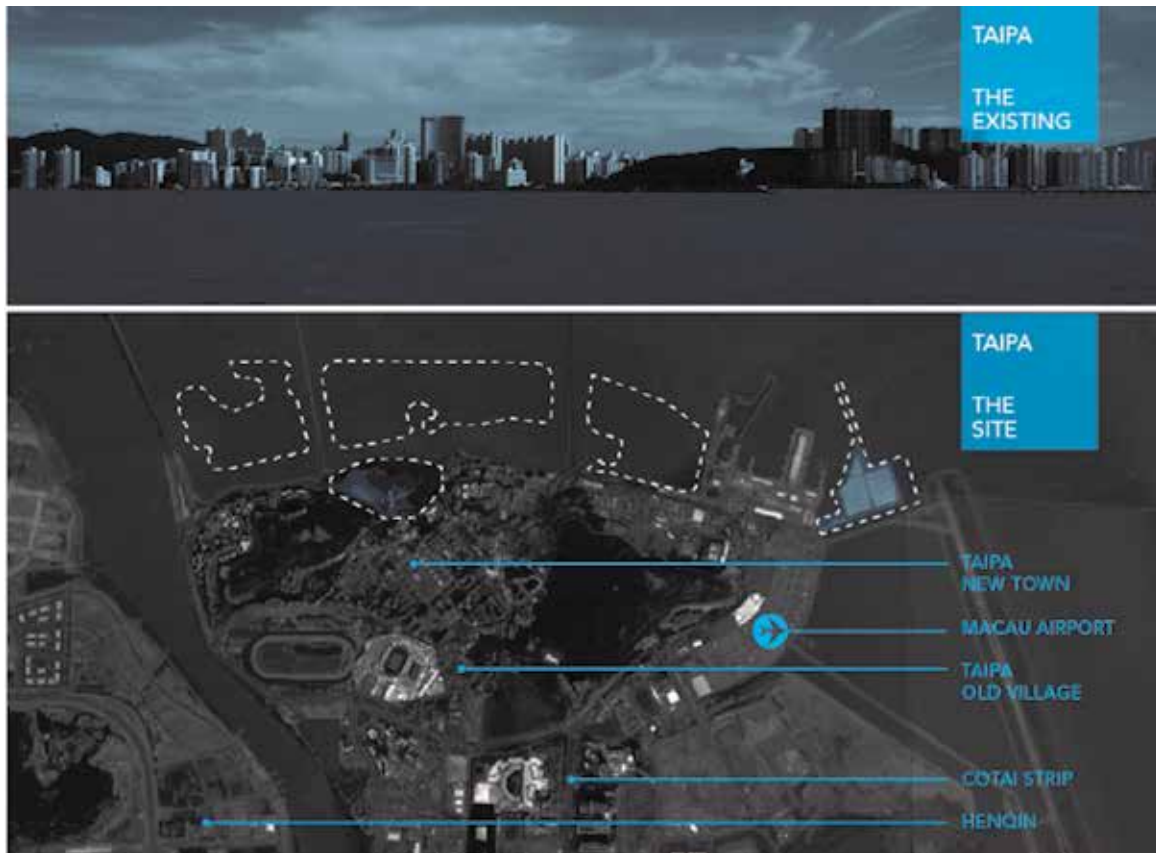 TAIPA
THE
EXISTING
TAIPA
THE
SITE
TAIPA
NEW TOWN
MACAU AIRPORT
TAIPA
OLD VILLAGE
COTAI STRIP
HENQIN